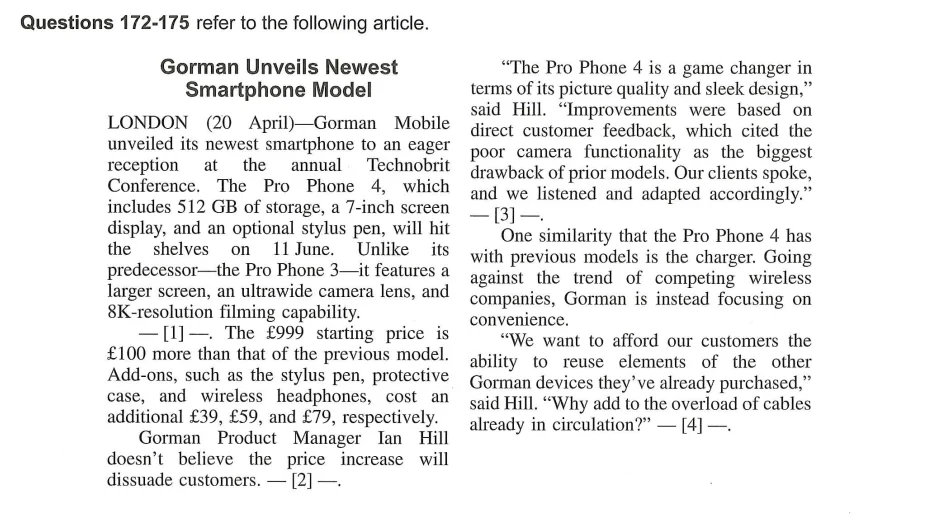 Questions 172-175 refer to the following article.
Gorman Unveils Newest
Smartphone Model
LONDON (20 April)—Gorman Mobile
unveiled its newest smartphone to an eager
reception at the annual Technobrit
Conference. The Pro Phone 4, which
includes 512 GB of storage, a 7-inch screen
display, and an optional stylus pen, will hit
the shelves on 11 June. Unlike its
predecessor—the Pro Phone 3—it features a
larger screen, an ultrawide camera lens, and
8K-resolution filming capability.
— [1] —. The £999 starting price is
£100 more than that of the previous model.
Add-ons, such as the stylus pen, protective
case, and wireless headphones, cost an
additional £39, £59, and £79, respectively.
Gorman Product Manager Ian Hill
doesn't believe the price increase will
dissuade customers. — [2] —.
"The Pro Phone 4 is a game changer in
terms of its picture quality and sleek design,"
said Hill. "Improvements were based on
direct customer feedback, which cited the
poor camera functionality as the biggest
drawback of prior models. Our clients spoke,
and we listened and adapted accordingly."
— [3] —.
One similarity that the Pro Phone 4 has
with previous models is the charger. Going
against the trend of competing wireless
companies, Gorman is instead focusing on
convenience.
"We want to afford our customers the
ability to reuse elements of the other
Gorman devices they've already purchased,"
said Hill. "Why add to the overload of cables
already in circulation?" — [4] —.